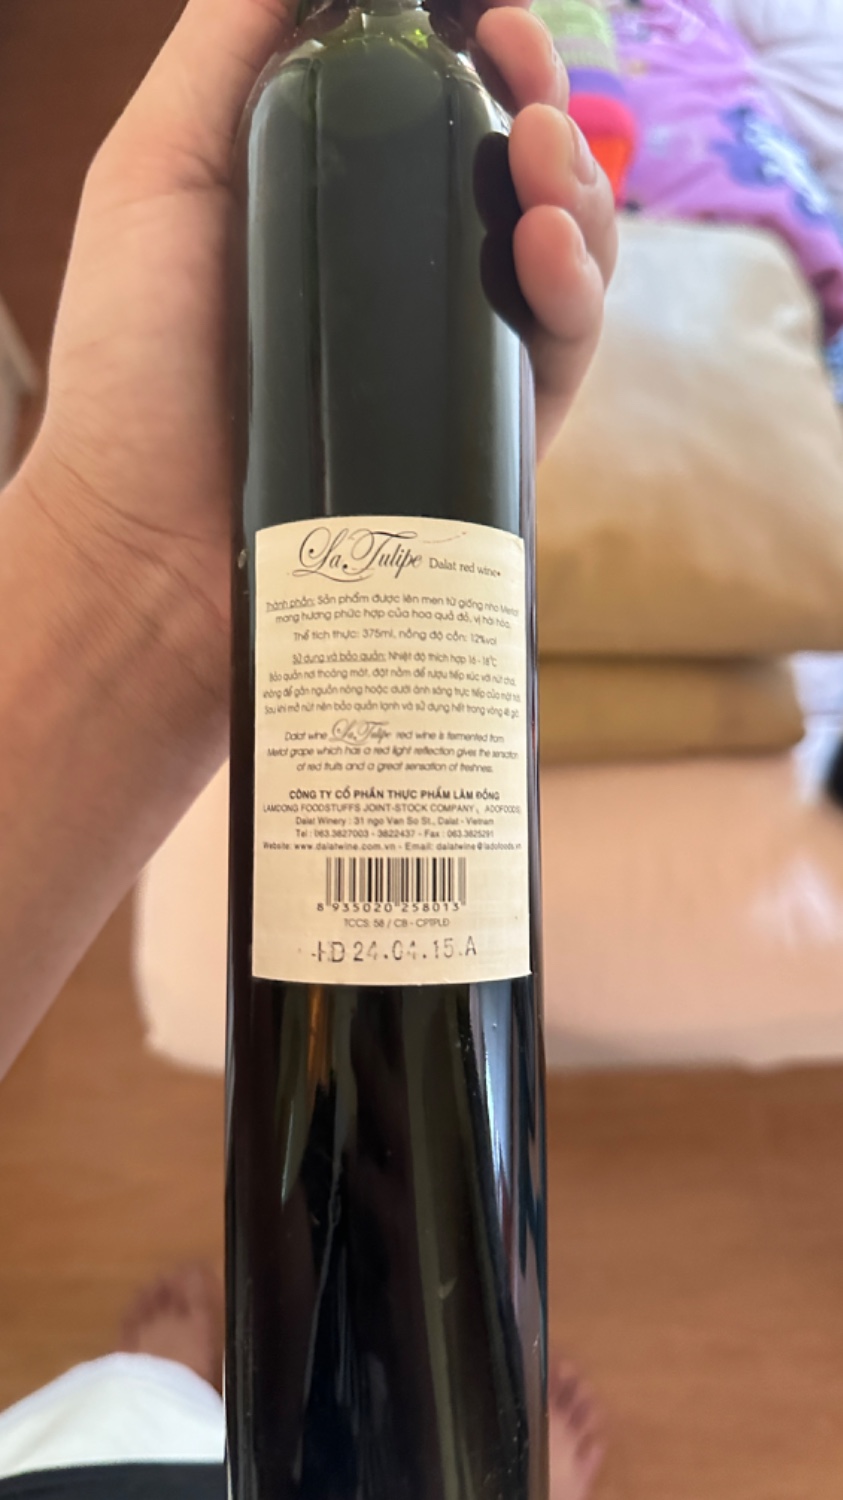 La Tulipe Dalat red wine
Thành phần: Sản phẩm được lên men từ giống nho Merlot
mang hương phức hợp của hoa quả đỏ, vị hài hòa.
Thể tích thực: 375ml, nồng độ cồn: 12%vol
Sử dụng và bảo quản: Nhiệt độ thích hợp 16 - 18°C
Bảo quản nơi thoáng mát, đặt nằm để rượu tiếp xúc với nút chai,
không để gần nguồn nóng hoặc dưới ánh sáng trực tiếp của mặt trời.
Sau khi mở nút nên bảo quản lạnh và sử dụng hết trong vòng 48 giờ.
Dalat wine La Tulipe red wine is fermented from
Merlot grape which has a red light reflection gives the sensation
of red fruits and a great sensation of freshnes.
CÔNG TY CỔ PHẦN THỰC PHẨM LÂM ĐỒNG
LAMDONG FOODSTUFFS JOINT-STOCK COMPANY ADOFOODS)
Dalat Winery : 31 ngo Van So St., Dalat - Vietnam
Tel : 063.3827003 - 3822437 - Fax : 063.3825291
Website: www.dalatwine.com.vn - Email: dalatwine@ladofoods.vn
8 935020 258013
TCCS: 58 / CB - CPTPLD
24.04.15.A